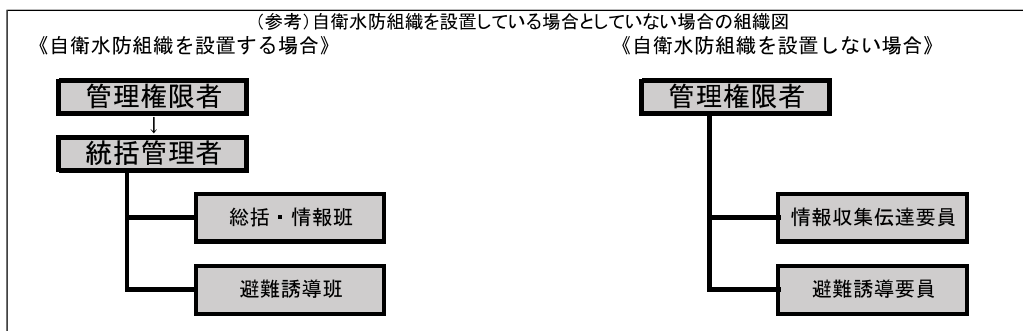 （参考）自衛水防組織を設置している場合としていない場合の組織図
《自衛水防組織を設置する場合》
管理権限者
↓
統括管理者
総括・情報班
避難誘導班
《自衛水防組織を設置しない場合》
管理権限者
情報収集伝達要員
避難誘導要員